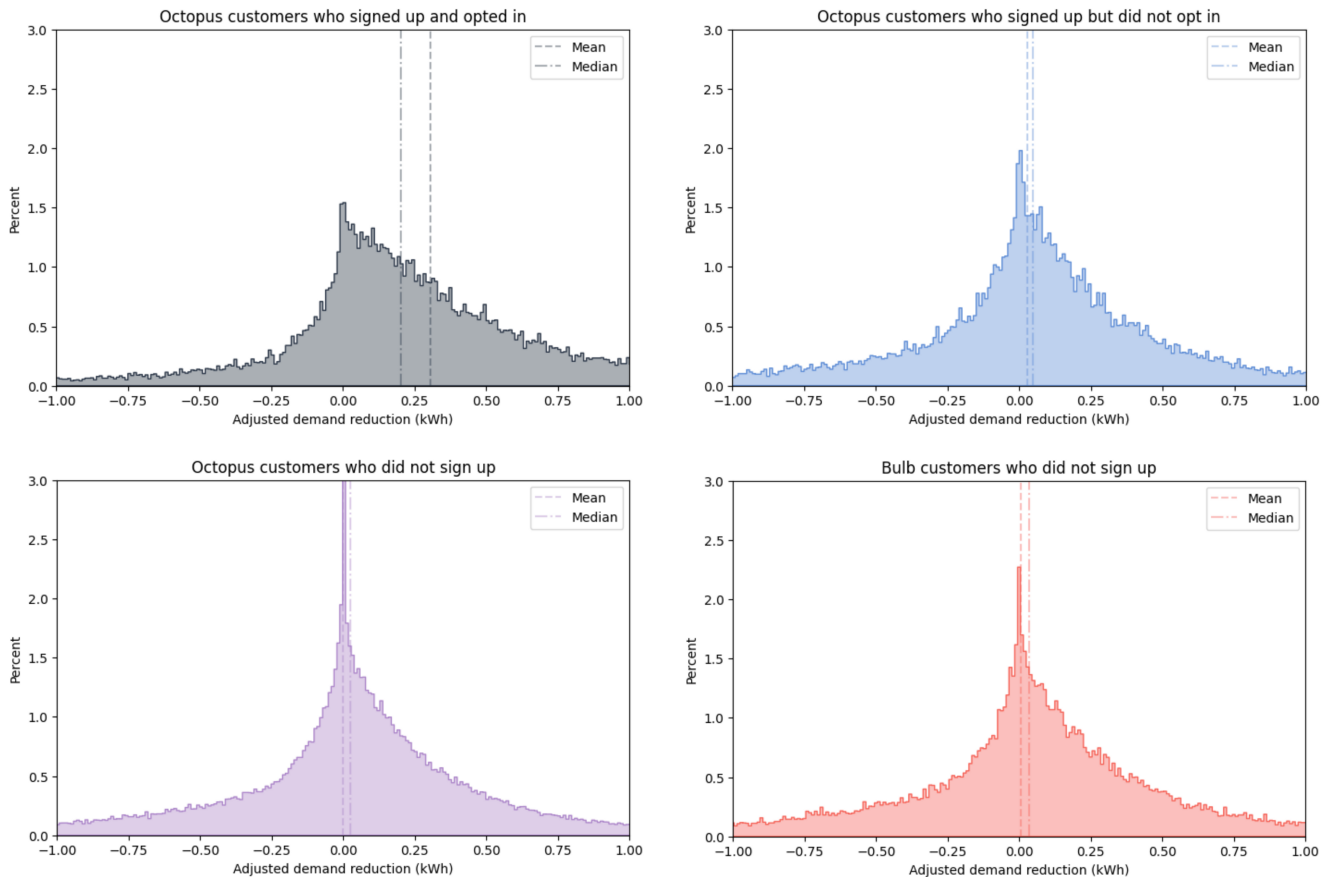 Octopus customers who signed up and opted in
3.0
2.5
2.0
1.5
1.0
0.5
0.0
Percent
Mean
Median
−1.00 −0.75 −0.50 −0.25 0.00 0.25 0.50 0.75 1.00
Adjusted demand reduction (kWh)
Octopus customers who signed up but did not opt in
3.0
2.5
2.0
1.5
1.0
0.5
0.0
Percent
Mean
Median
−1.00 −0.75 −0.50 −0.25 0.00 0.25 0.50 0.75 1.00
Adjusted demand reduction (kWh)
Octopus customers who did not sign up
3.0
2.5
2.0
1.5
1.0
0.5
0.0
Percent
Mean
Median
−1.00 −0.75 −0.50 −0.25 0.00 0.25 0.50 0.75 1.00
Adjusted demand reduction (kWh)
Bulb customers who did not sign up
3.0
2.5
2.0
1.5
1.0
0.5
0.0
Percent
Mean
Median
−1.00 −0.75 −0.50 −0.25 0.00 0.25 0.50 0.75 1.00
Adjusted demand reduction (kWh)